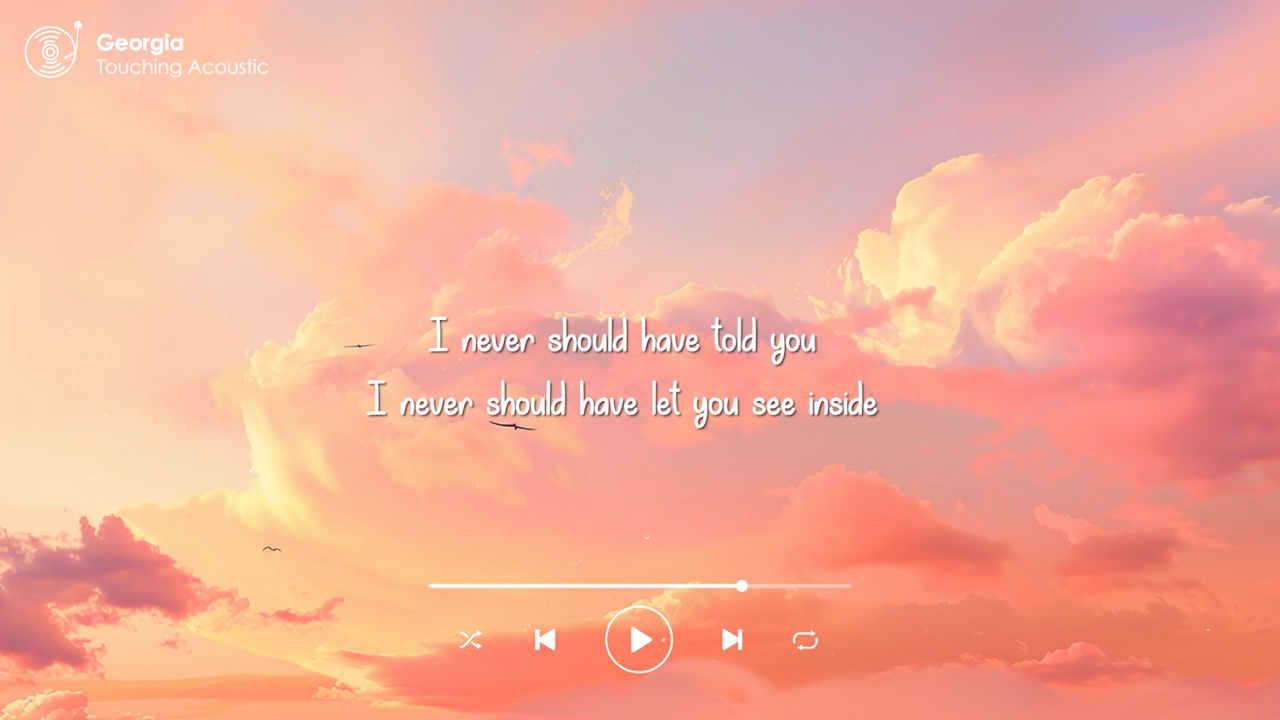 Georgia
Touching Acoustic
I never should have told you
I never should have let you see inside